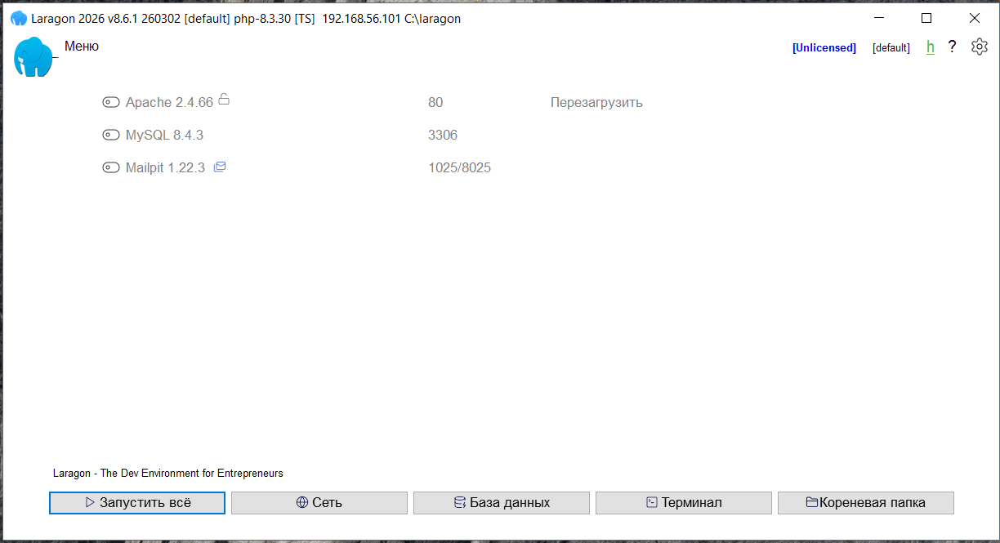 Laragon 2026 v8.6.1 260302 [default] php-8.3.30 [TS]  192.168.56.101 C:\laragon
Меню [Unlicensed] [default] h ?
Apache 2.4.66 80 Перезагрузить
MySQL 8.4.3 3306
Mailpit 1.22.3 1025/8025
Laragon - The Dev Environment for Entrepreneurs
Запустить всё Сеть База данных Терминал Кореневая папка